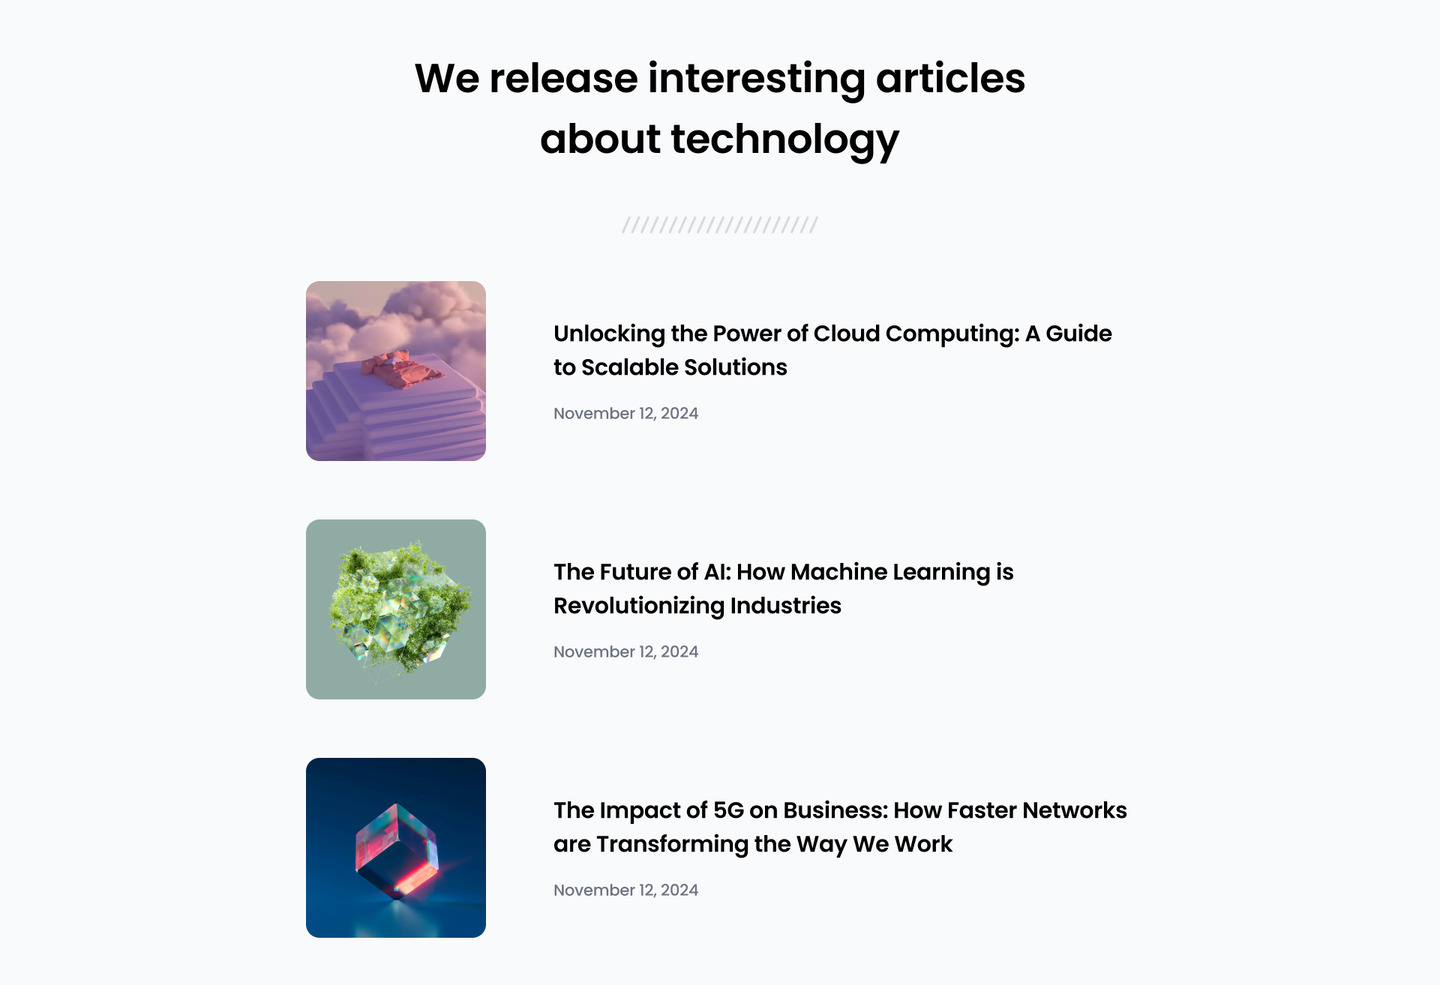 We release interesting articles
about technology
Unlocking the Power of Cloud Computing: A Guide
to Scalable Solutions
November 12, 2024
The Future of AI: How Machine Learning is
Revolutionizing Industries
November 12, 2024
The Impact of 5G on Business: How Faster Networks
are Transforming the Way We Work
November 12, 2024